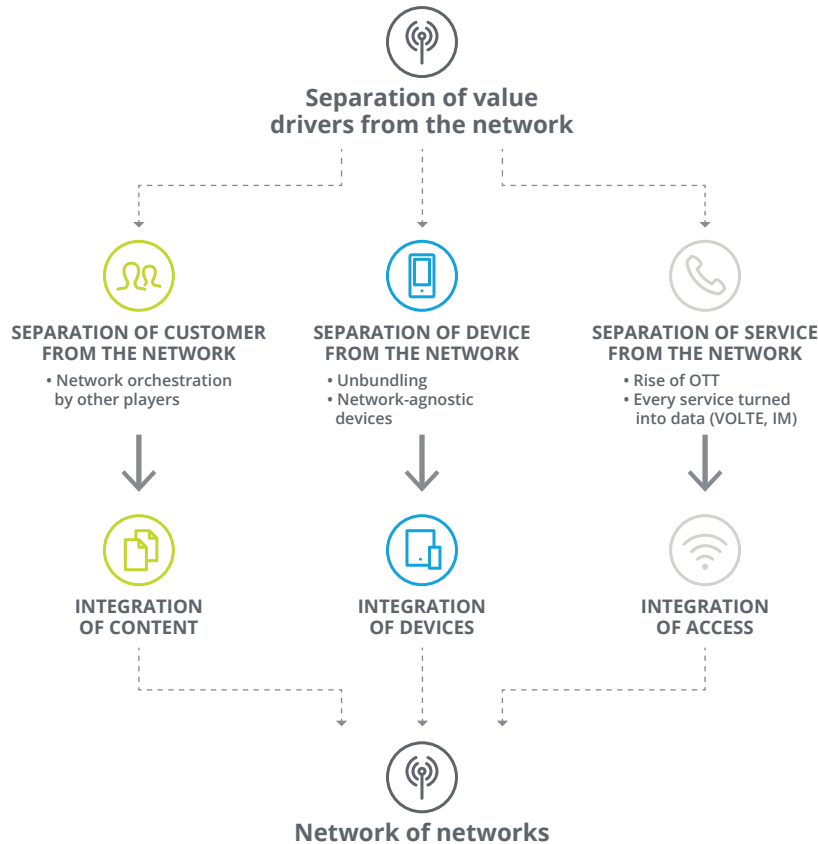 Separation of value
drivers from the network
SEPARATION OF CUSTOMER
FROM THE NETWORK
• Network orchestration
by other players
SEPARATION OF DEVICE
FROM THE NETWORK
• Unbundling
• Network-agnostic
devices
SEPARATION OF SERVICE
FROM THE NETWORK
• Rise of OTT
• Every service turned
into data (VOLTE, IM)
INTEGRATION
OF CONTENT
INTEGRATION
OF DEVICES
INTEGRATION
OF ACCESS
Network of networks